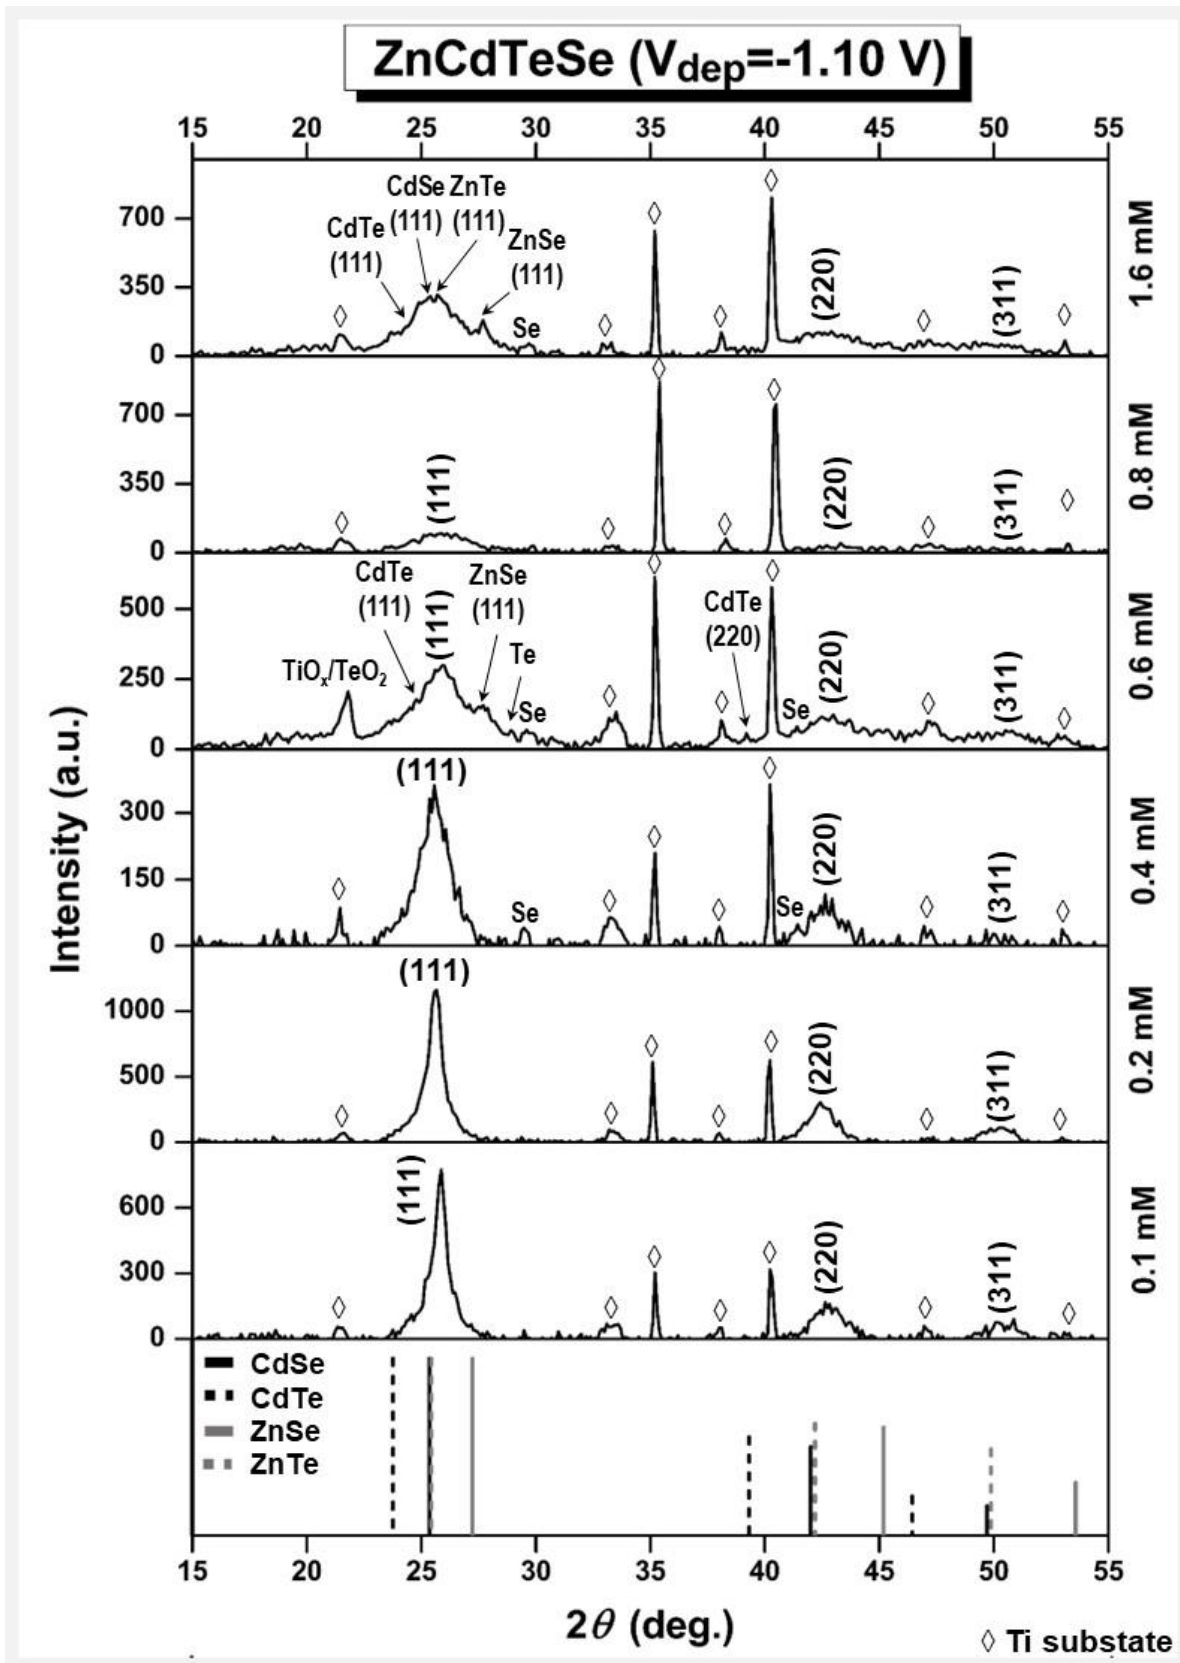 ZnCdTeSe (Vdep=-1.10 V)
15 20 25 30 35 40 45 50 55
CdSe ZnTe
(111) (111)
CdTe
(111)
ZnSe
(111)
Se
(220)
(311)
700
350
0
1.6 mM
(111)
(220)
(311)
700
350
0
0.8 mM
CdTe
(111)
(111)
ZnSe
(111)
TiOx/TeO2
Te
Se
CdTe
(220)
Se
(220)
(311)
500
250
0
0.6 mM
(111)
Se
Se
(220)
(311)
300
150
0
0.4 mM
(111)
(220)
(311)
1000
500
0
0.2 mM
(111)
(220)
(311)
600
300
0
0.1 mM
Intensity (a.u.)
CdSe
CdTe
ZnSe
ZnTe
15 20 25 30 35 40 45 50 55
2θ (deg.)
◊ Ti substate